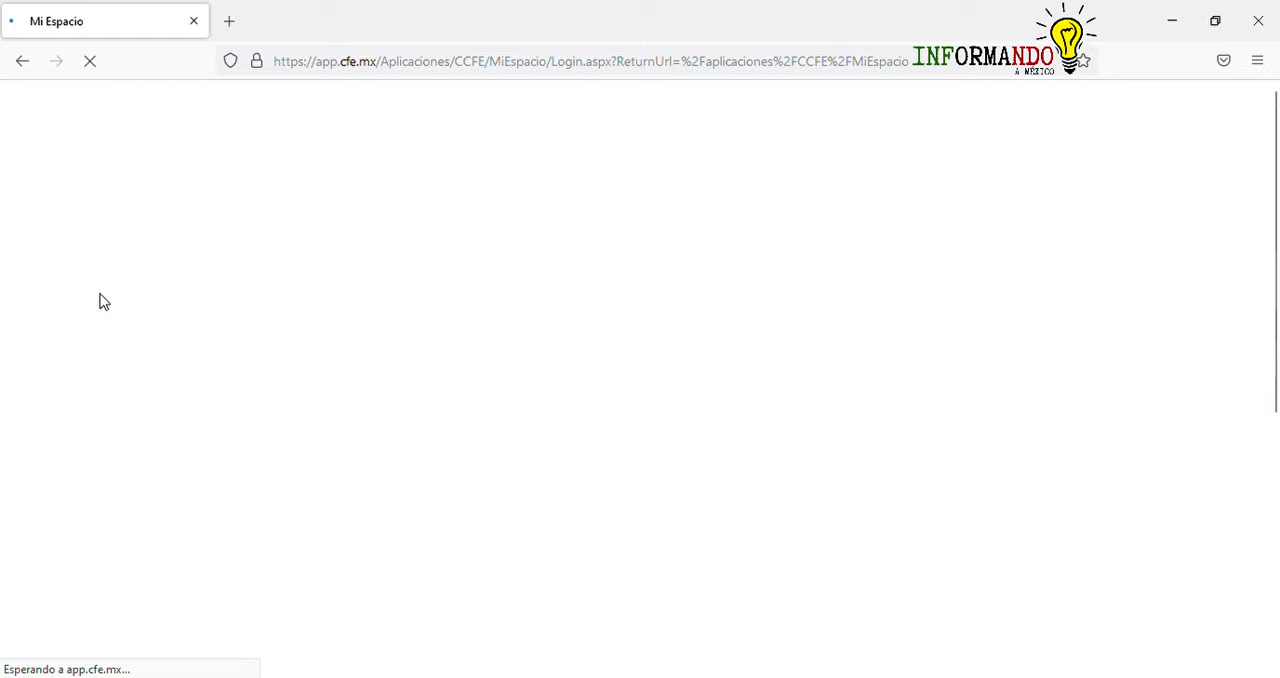 Mi Espacio
https://app.cfe.mx/Aplicaciones/CCFE/MiEspacio/Login.aspx?ReturnUrl=%2Faplicaciones%2FCCFE%2FMiEspacio
INFORMANDO
A MÉXICO
Esperando a app.cfe.mx...